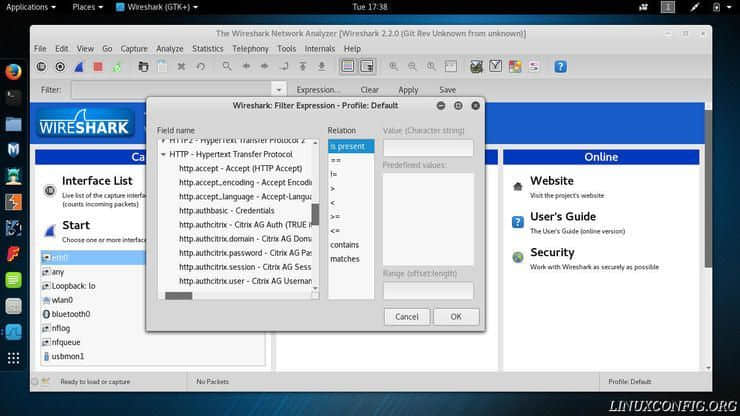 Applications Places Wireshark (GTK+) Tue 17:38 1
The Wireshark Network Analyzer [Wireshark 2.2.0 (Git Rev Unknown from unknown)]
File Edit View Go Capture Analyze Statistics Telephony Tools Internals Help
Filter: Expression... Clear Apply Save
WIRESHARK
Wireshark: Filter Expression - Profile: Default
Field name Relation Value (Character string)
HTTP2 - Hypertext Transfer Protocol 2
HTTP - Hypertext Transfer Protocol
http.accept - Accept (HTTP Accept)
http.accept_encoding - Accept Encodin
http.accept_language - Accept-Langua
http.authbasic - Credentials
http.authcitrix - Citrix AG Auth (TRUE i
http.authcitrix.domain - Citrix AG Doma
http.authcitrix.password - Citrix AG Pas
http.authcitrix.session - Citrix AG Sess
http.authcitrix.user - Citrix AG Usernam
is present
==
!=
>
<
>=
<=
contains
matches
Predefined values:
Range (offset:length)
Cancel OK
Ca
Interface List
Live list of the capture interfac
(counts incoming packets)
Start
Choose one or more interface
eth0
any
Loopback: lo
wlan0
bluetooth0
nflog
nfqueue
usbmon1
Online
Website
Visit the project's website
User's Guide
The User's Guide (online version)
Security
Work with Wireshark as securely as possible
Ready to load or capture No Packets Profile: Default
LINUXCONFIG.ORG